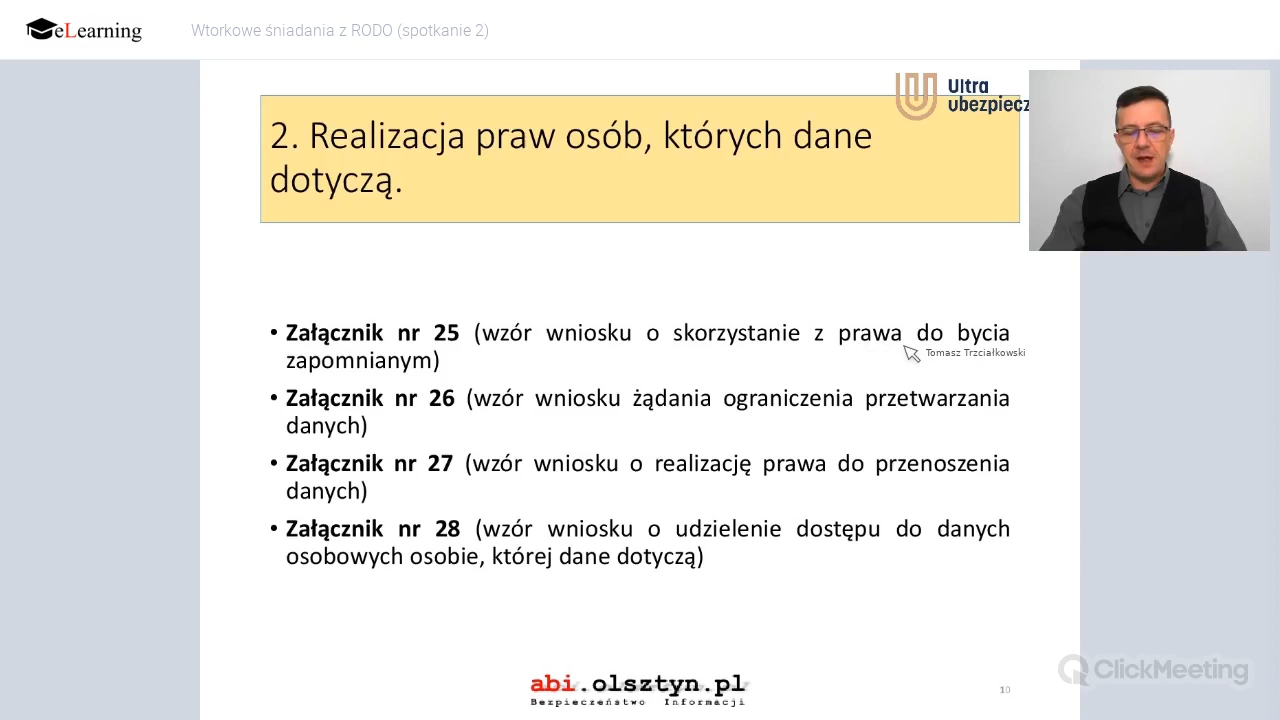 eLearning
Wtorkowe śniadania z RODO (spotkanie 2)
Ultra
ubezpiecz
2. Realizacja praw osób, których dane
dotyczą.
• Załącznik nr 25 (wzór wniosku o skorzystanie z prawa do bycia
zapomnianym)
Tomasz Trzciałkowski
• Załącznik nr 26 (wzór wniosku żądania ograniczenia przetwarzania
danych)
• Załącznik nr 27 (wzór wniosku o realizację prawa do przenoszenia
danych)
• Załącznik nr 28 (wzór wniosku o udzielenie dostępu do danych
osobowych osobie, której dane dotyczą)
abi.olsztyn.pl
Bezpieczeństwo Informacji
10
ClickMeeting